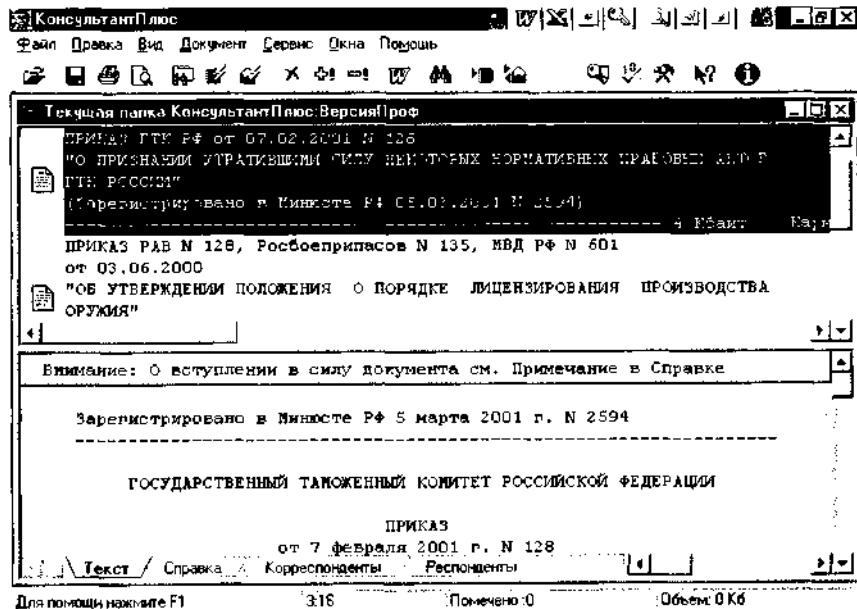 КонсультантПлюс
Файл Правка Вид Документ Сервис Окна Помощь
Текущая папка КонсультантПлюс:ВерсияПроф
ПРИКАЗ ГТК РФ от 07.02.2001 N 128
"О ПРИЗНАНИИ УТРАТИВШИМИ СИЛУ НЕКОТОРЫХ НОРМАТИВНЫХ ПРАВОВЫХ
ГТК РОССИИ"
(Зарегистрировано в Минюсте РФ 05.03.2001 N 2594)
4 Кбайт
ПРИКАЗ РАВ N 128, Росбоеприпасов N 135, МВД РФ N 601
от 03.06.2000
"ОБ УТВЕРЖДЕНИИ ПОЛОЖЕНИЯ О ПОРЯДКЕ ЛИЦЕНЗИРОВАНИЯ ПРОИЗВОДСТВА
ОРУЖИЯ"
Внимание: О вступлении в силу документа см. Примечание в Справке
Зарегистрировано в Минюсте РФ 5 марта 2001 г. N 2594
ГОСУДАРСТВЕННЫЙ ТАМОЖЕННЫЙ КОМИТЕТ РОССИЙСКОЙ ФЕДЕРАЦИИ
ПРИКАЗ
от 7 февраля 2001 г. N 128
Текст Справка Корреспонденты Респонденты
Для помощи нажмите F1 3:18 Помечено:0 Объем: 0 Кб